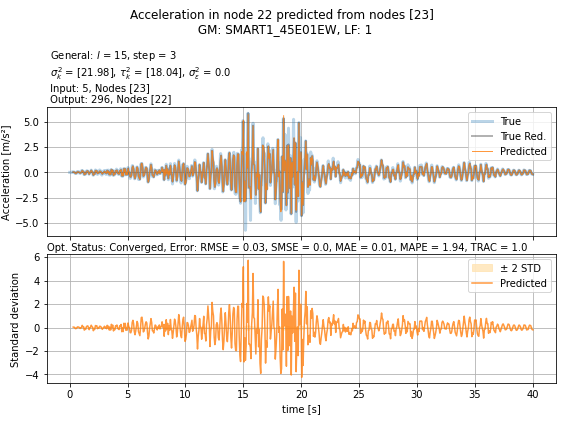 Acceleration in node 22 predicted from nodes [23]
GM: SMART1_45E01EW, LF: 1
General: l = 15, step = 3
σ²ₖ = [21.98], τ²ₖ = [18.04], σ²ε = 0.0
Input: 5, Nodes [23]
Output: 296, Nodes [22]
Acceleration [m/s²]
5.0
2.5
0.0
−2.5
−5.0
True
True Red.
Predicted
Opt. Status: Converged, Error: RMSE = 0.03, SMSE = 0.0, MAE = 0.01, MAPE = 1.94, TRAC = 1.0
Standard deviation
6
4
2
0
−2
−4
± 2 STD
Predicted
0 5 10 15 20 25 30 35 40
time [s]